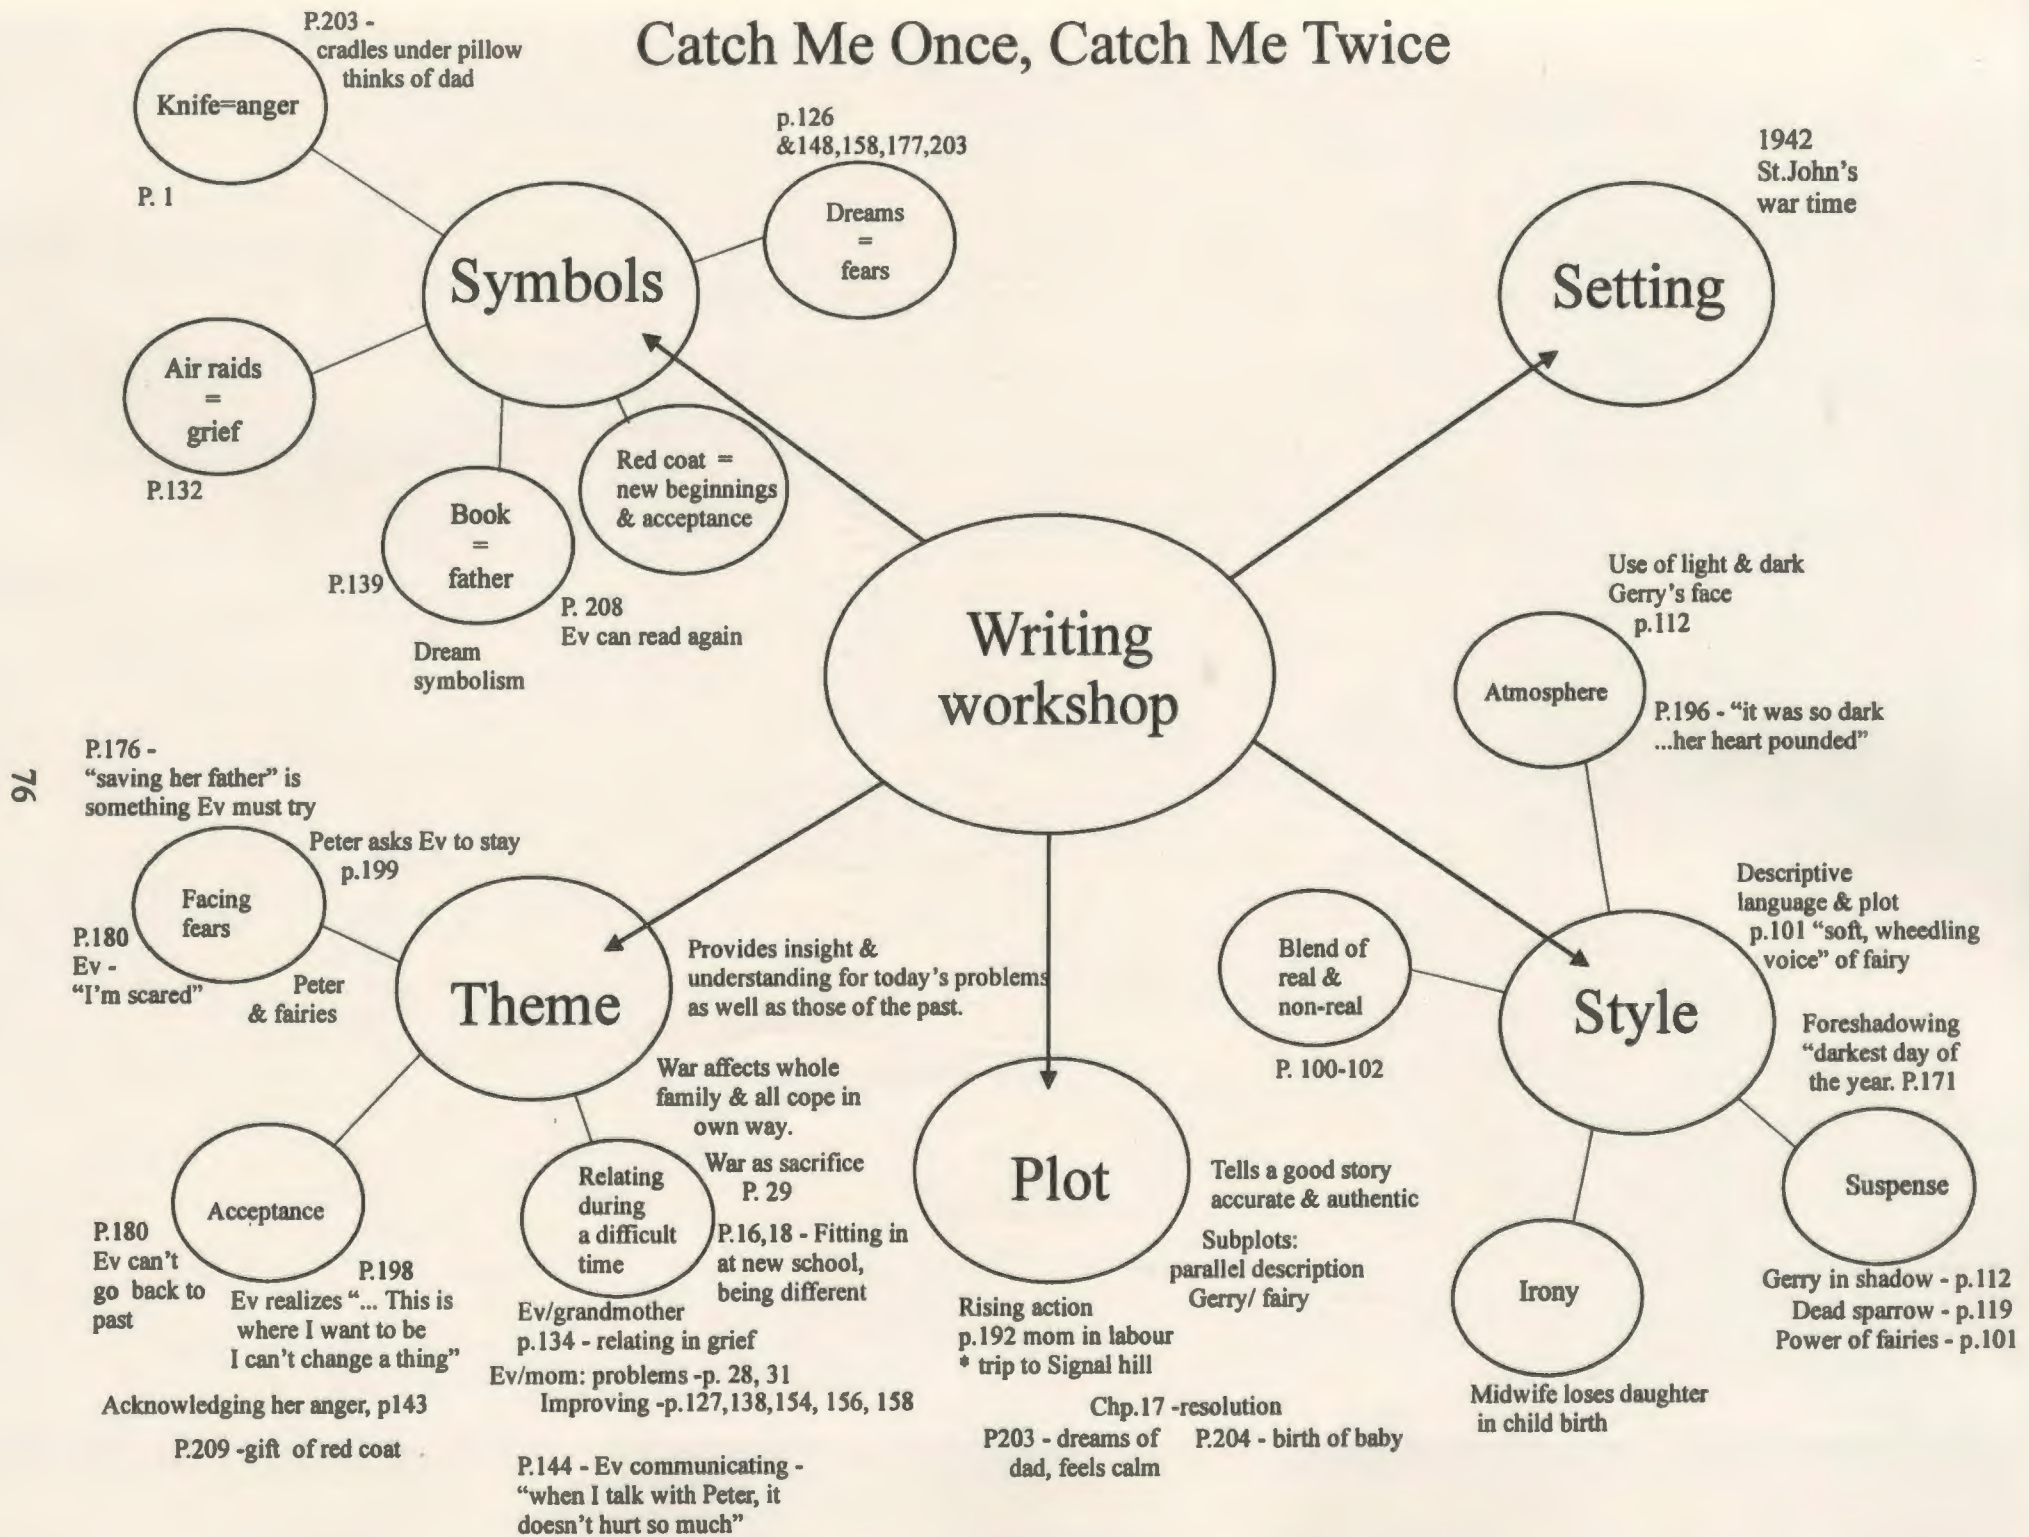 Catch Me Once, Catch Me Twice
P.203 -
cradles under pillow
thinks of dad
Knife=anger
P. 1
p.126
&148,158,177,203
Dreams
=
fears
Symbols
Air raids
=
grief
P.132
Book
=
father
P.139
Red coat =
new beginnings
& acceptance
P. 208
Ev can read again
Dream
symbolism
1942
St.John's
war time
Setting
Writing
workshop
Use of light & dark
Gerry's face
p.112
Atmosphere
P.196 - “it was so dark
...her heart pounded”
76
P.176 -
“saving her father” is
something Ev must try
Peter asks Ev to stay
p.199
Facing
fears
P.180
Ev -
“I'm scared”
Peter
& fairies
Theme
Provides insight &
understanding for today's problems
as well as those of the past.
War affects whole
family & all cope in
own way.
War as sacrifice
P. 29
Relating
during
a difficult
time
P.16,18 - Fitting in
at new school,
being different
Acceptance
P.180
Ev can't
go back to
past
P.198
Ev realizes “... This is
where I want to be
I can't change a thing”
Acknowledging her anger, p143
P.209 -gift of red coat
Ev/grandmother
p.134 - relating in grief
Ev/mom: problems -p. 28, 31
Improving -p.127,138,154, 156, 158
P.144 - Ev communicating -
“when I talk with Peter, it
doesn't hurt so much”
Plot
Tells a good story
accurate & authentic
Subplots:
parallel description
Gerry/ fairy
Rising action
p.192 mom in labour
* trip to Signal hill
Chp.17 -resolution
P203 - dreams of
dad, feels calm
P.204 - birth of baby
Blend of
real &
non-real
P. 100-102
Style
Descriptive
language & plot
p.101 “soft, wheedling
voice” of fairy
Foreshadowing
“darkest day of
the year. P.171
Suspense
Gerry in shadow - p.112
Dead sparrow - p.119
Power of fairies - p.101
Irony
Midwife loses daughter
in child birth